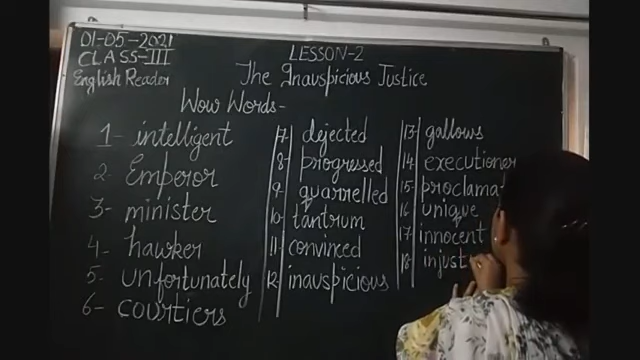 01-05-2021
CLASS-III
English Reader
LESSON-2
The Inauspicious Justice
Wow Words-
1- intelligent
2- Emperor
3- minister
4- hawker
5- unfortunately
6- courtiers
7- dejected
8- progressed
9- quarrelled
10- tantrum
11- convinced
12- inauspicious
13- gallows
14- executioner
15- proclamat
16 unique
17 innocent
18 injust